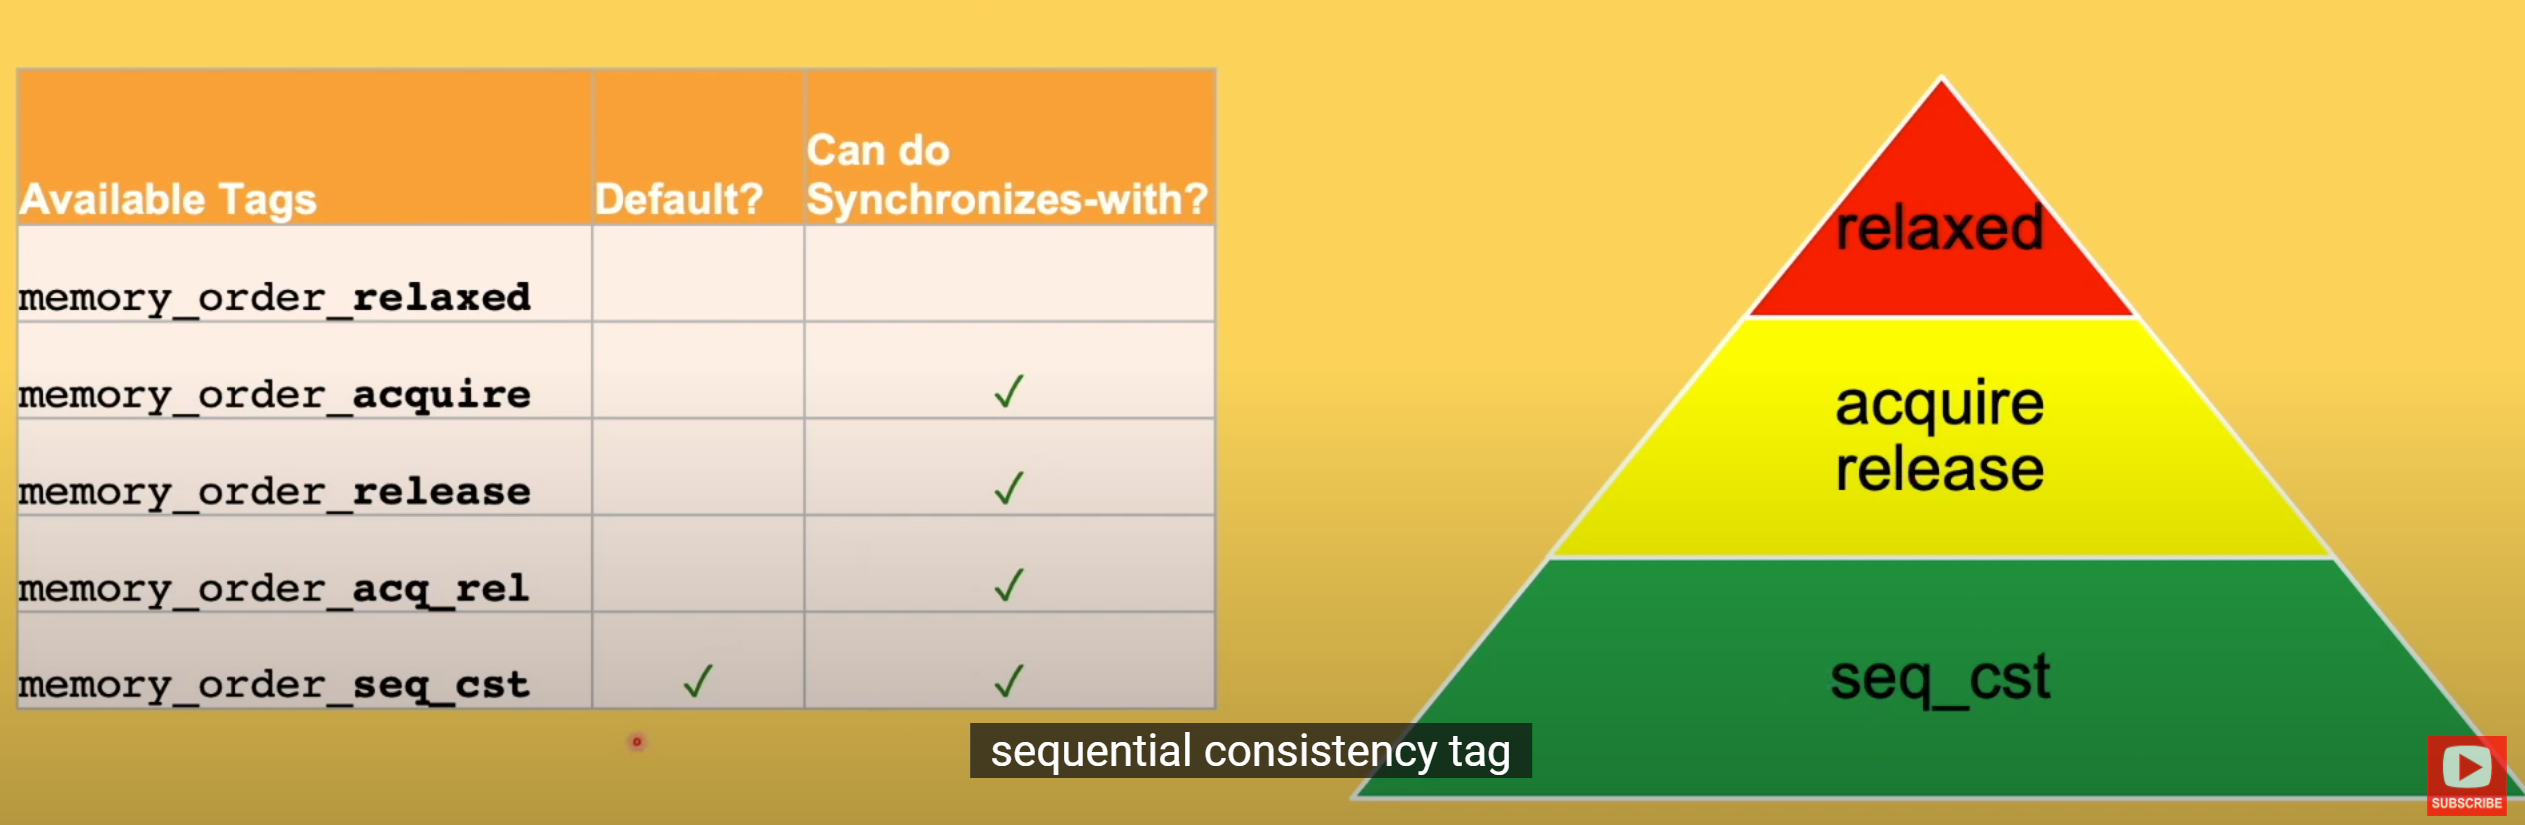 Available Tags
Default?
Can do
Synchronizes-with?
memory_order_relaxed
memory_order_acquire
✓
memory_order_release
✓
memory_order_acq_rel
✓
memory_order_seq_cst
✓
✓
relaxed
acquire
release
seq_cst
sequential consistency tag
SUBSCRIBE